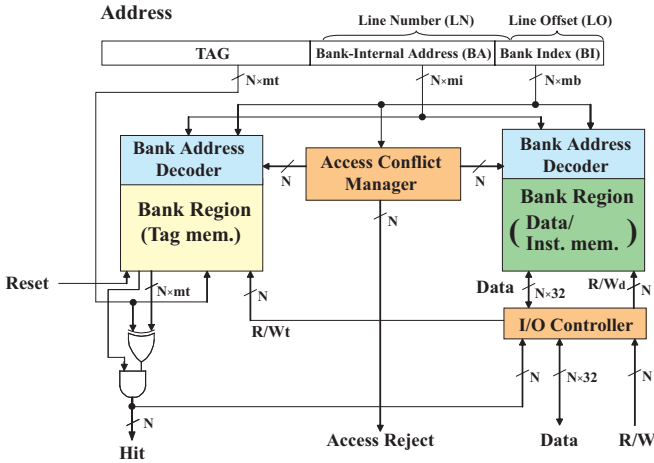 Address
Line Number (LN)
Line Offset (LO)
TAG
Bank-Internal Address (BA)
Bank Index (BI)
N×mt
N×mi
N×mb
Bank Address
Decoder
Bank Region
(Tag mem.)
N
Access Conflict
Manager
N
N
Bank Address
Decoder
Bank Region
( Data/
Inst. mem. )
Reset
N×mt
N
R/Wt
Data
N×32
R/Wd
N
I/O Controller
N
N×32
N
N
Hit
Access Reject
Data
R/W